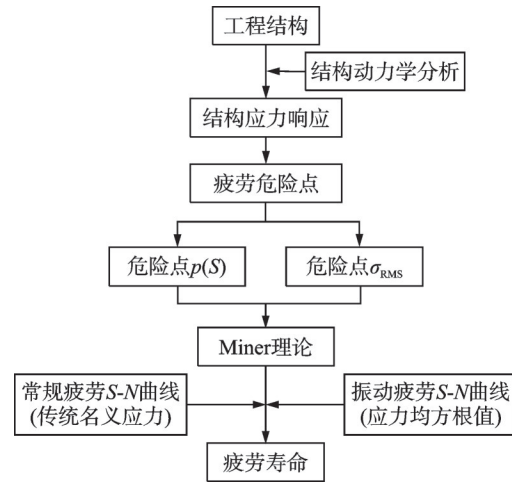 工程结构
结构动力学分析
结构应力响应
疲劳危险点
危险点p(S)
危险点σRMS
Miner理论
常规疲劳S-N曲线
(传统名义应力)
振动疲劳S-N曲线
(应力均方根值)
疲劳寿命